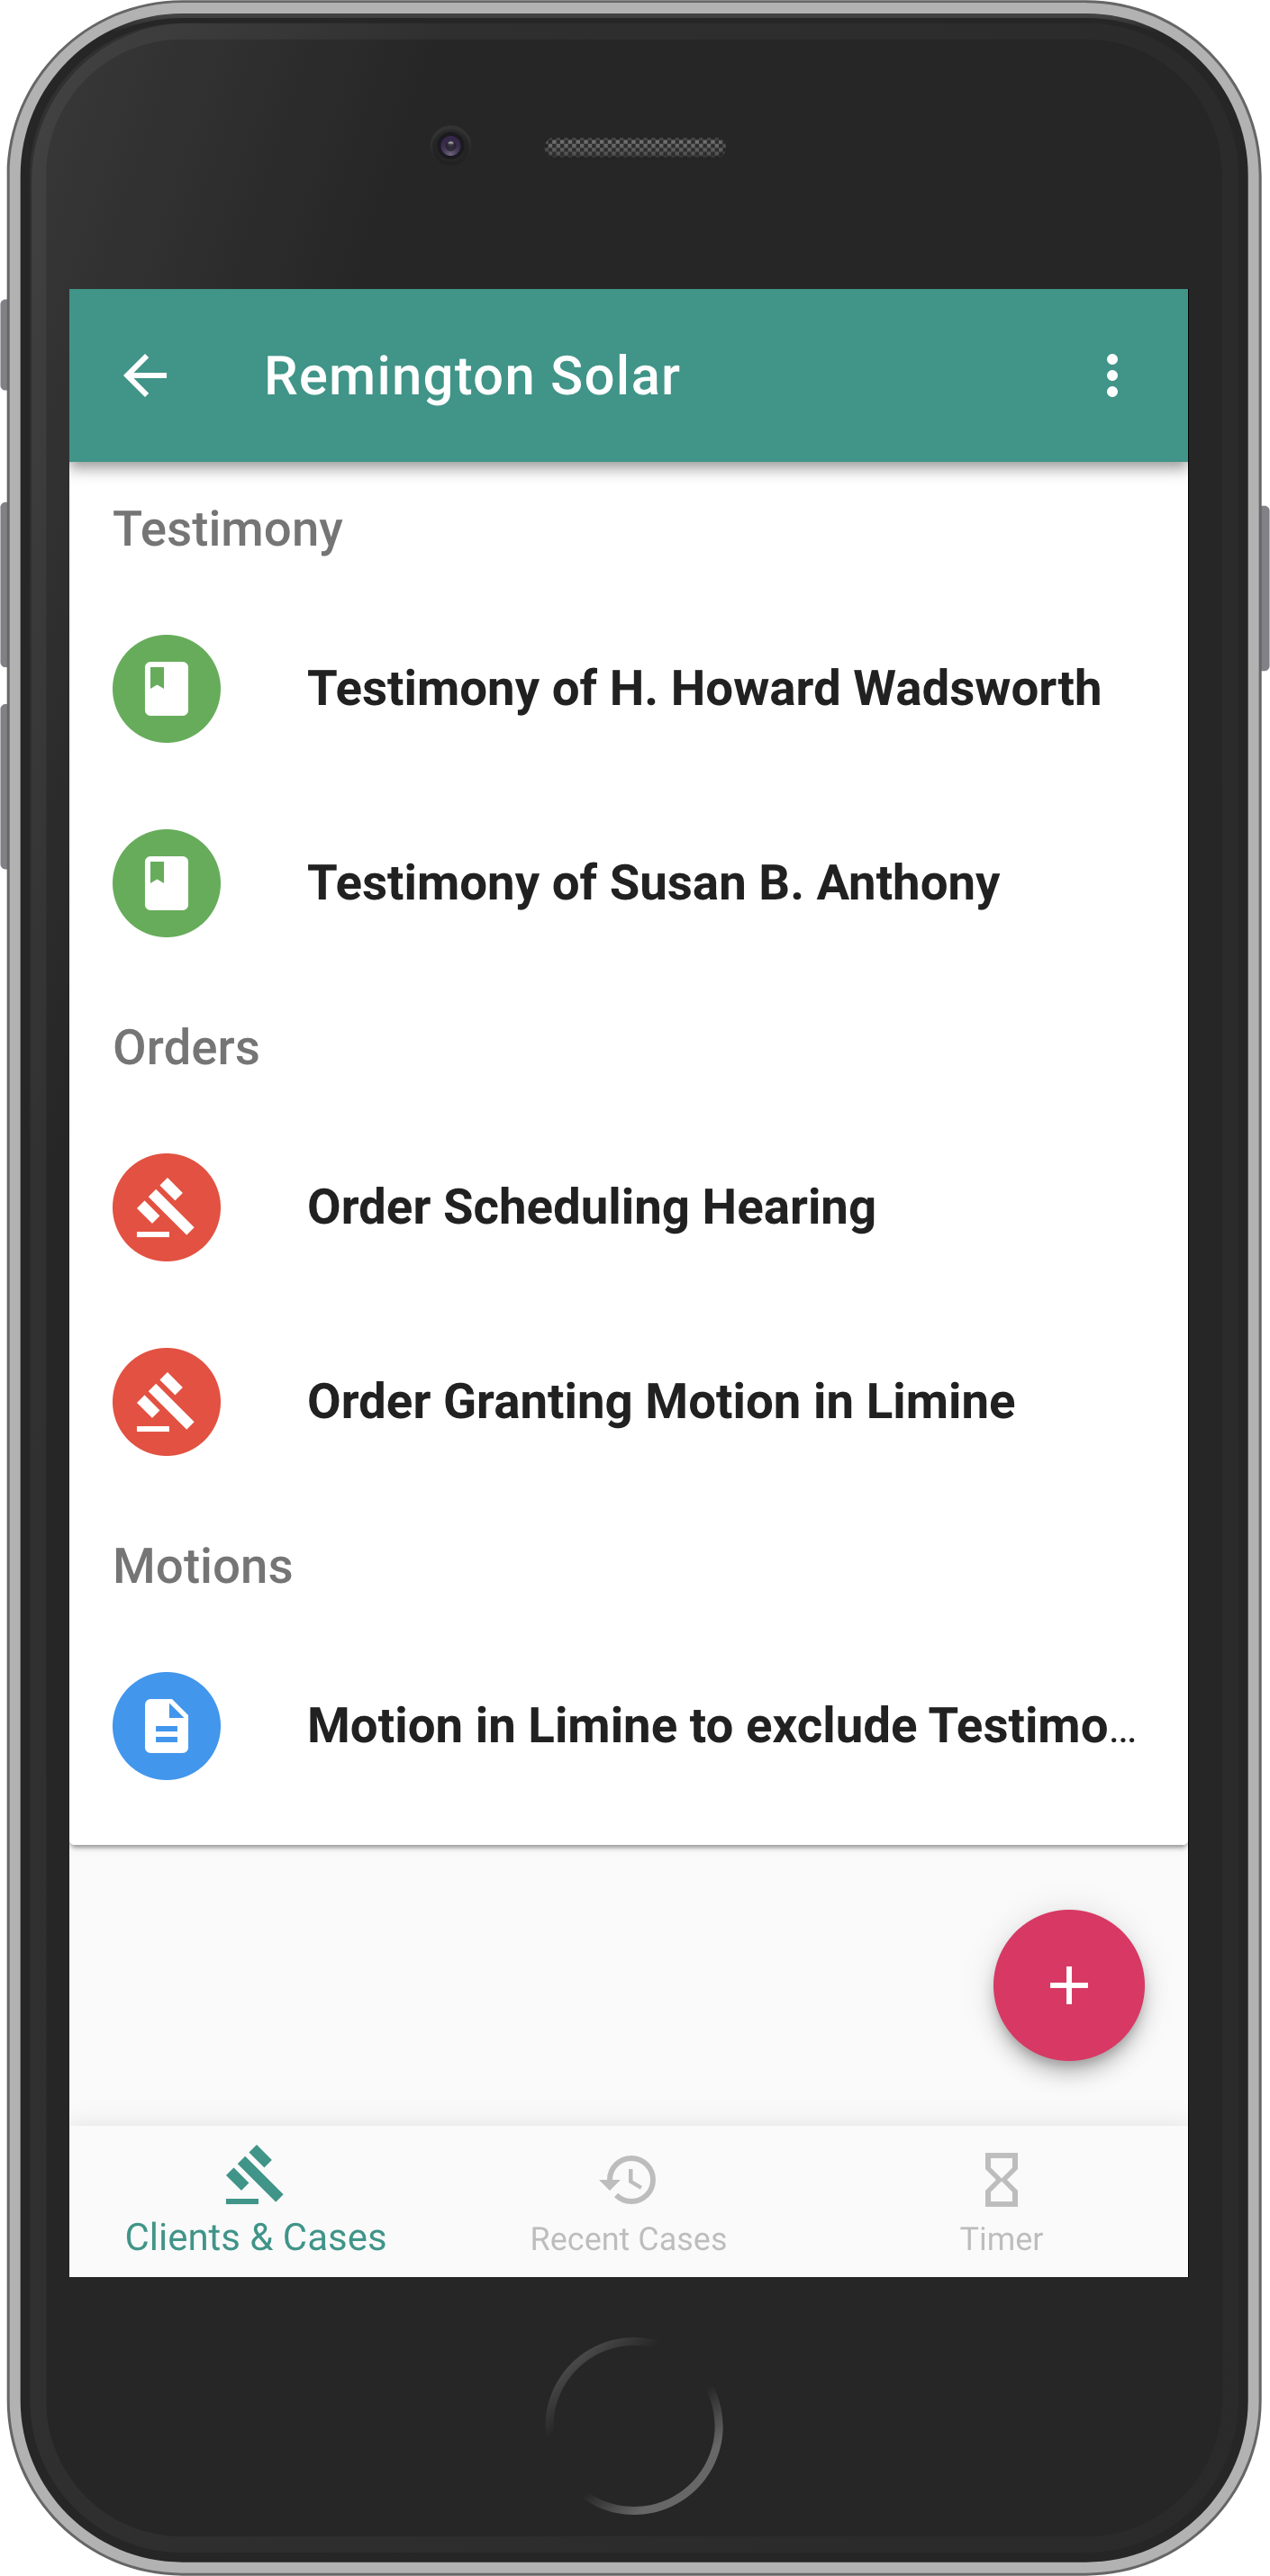 Remington Solar
Testimony
Testimony of H. Howard Wadsworth
Testimony of Susan B. Anthony
Orders
Order Scheduling Hearing
Order Granting Motion in Limine
Motions
Motion in Limine to exclude Testimo...
Clients & Cases
Recent Cases
Timer